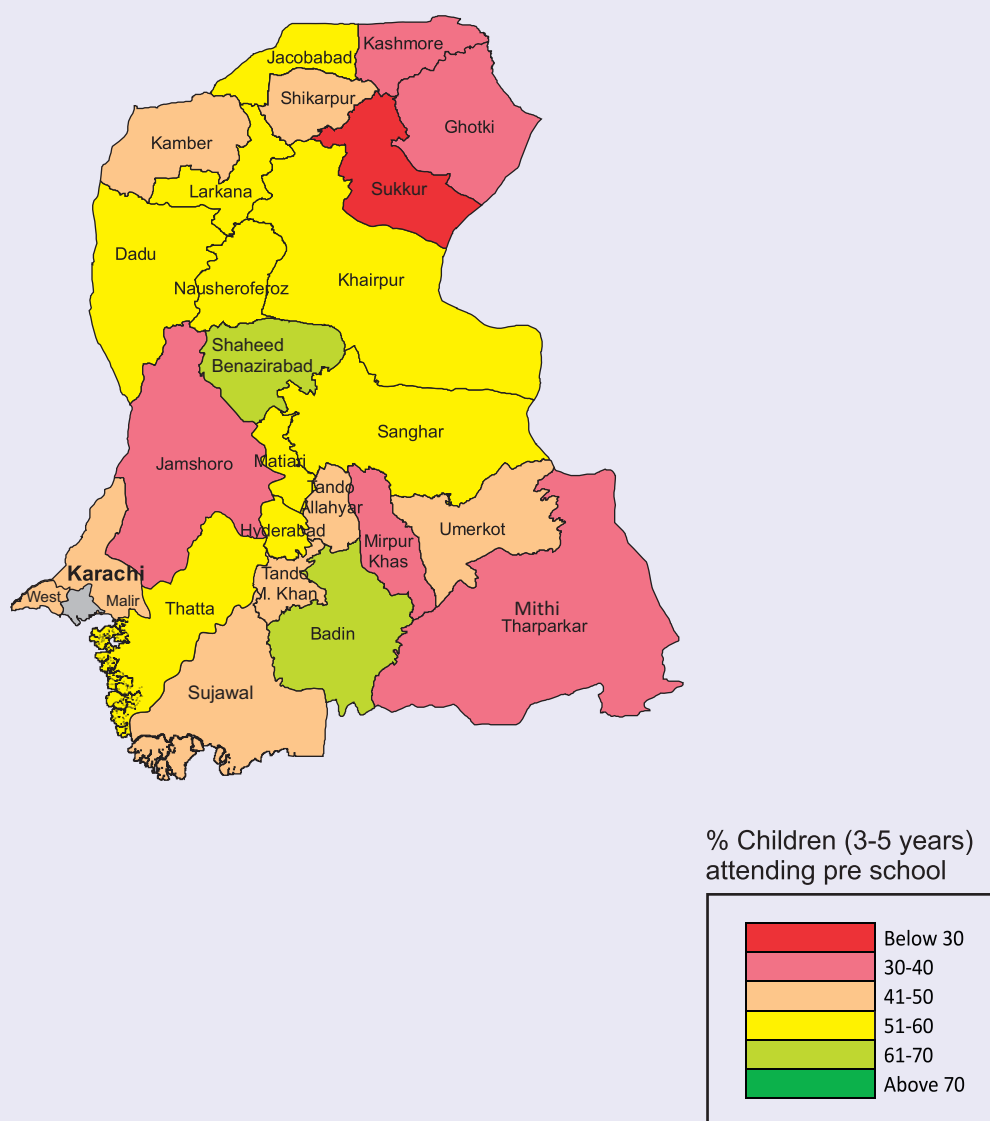 Jacobabad
Kashmore
Shikarpur
Ghotki
Kamber
Larkana
Sukkur
Dadu
Nausheroferoz
Khairpur
Shaheed
Benazirabad
Sanghar
Jamshoro
Matiari
Tando
Allahyar
Hyderabad
Umerkot
Mirpur
Khas
Karachi
West
Malir
Tando
M. Khan
Thatta
Badin
Mithi
Tharparkar
Sujawal
% Children (3-5 years)
attending pre school
Below 30
30-40
41-50
51-60
61-70
Above 70